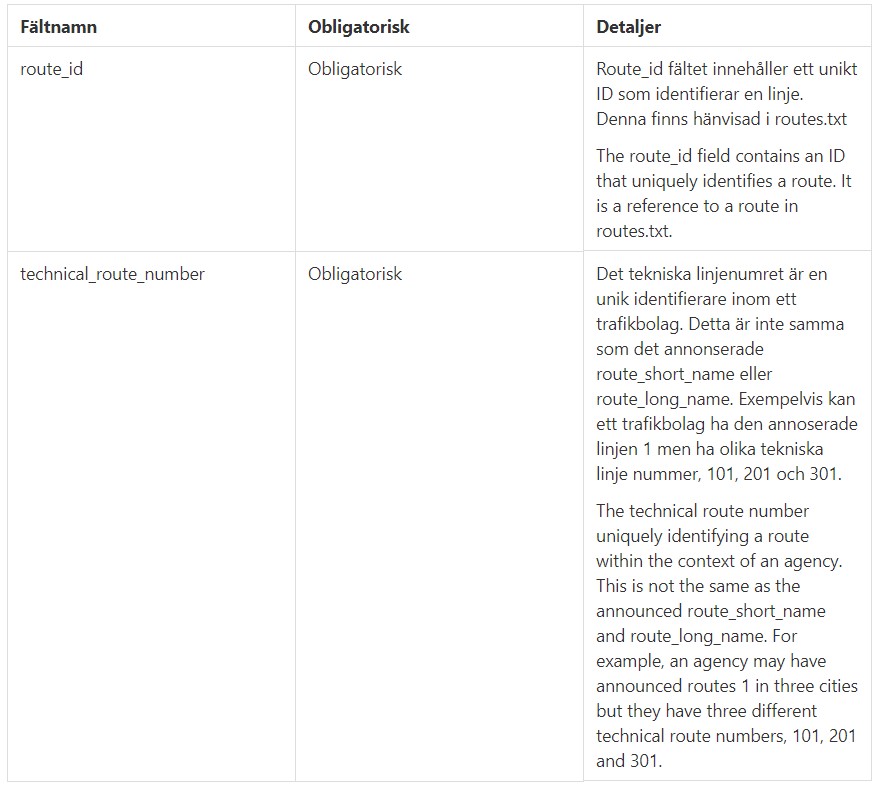 Fältnamn
Obligatorisk
Detaljer
route_id
Obligatorisk
Route_id fältet innehåller ett unikt
ID som identifierar en linje.
Denna finns hänvisad i routes.txt
The route_id field contains an ID
that uniquely identifies a route. It
is a reference to a route in
routes.txt.
technical_route_number
Obligatorisk
Det tekniska linjenumret är en
unik identifierare inom ett
trafikbolag. Detta är inte samma
som det annonserade
route_short_name eller
route_long_name. Exempelvis kan
ett trafikbolag ha den annoserade
linjen 1 men ha olika tekniska
linje nummer, 101, 201 och 301.
The technical route number
uniquely identifying a route
within the context of an agency.
This is not the same as the
announced route_short_name
and route_long_name. For
example, an agency may have
announced routes 1 in three cities
but they have three different
technical route numbers, 101, 201
and 301.